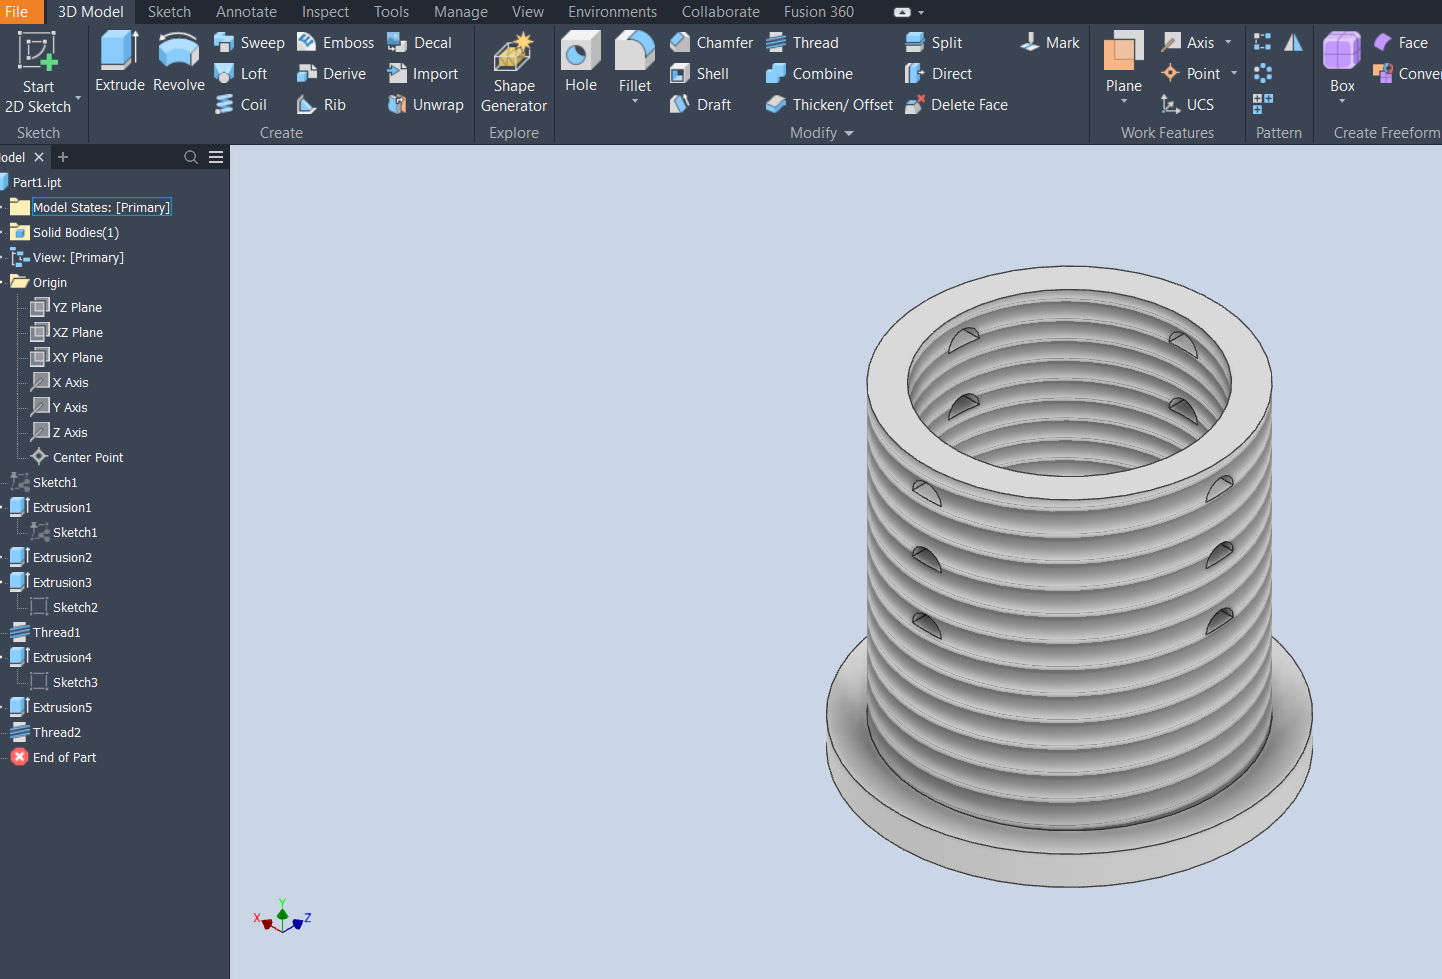 File 3D Model Sketch Annotate Inspect Tools Manage View Environments Collaborate Fusion 360
Start
2D Sketch
Sketch
Extrude Revolve
Sweep Emboss Decal
Loft Derive Import
Coil Rib Unwrap
Create
Shape
Generator
Explore
Hole Fillet
Chamfer Thread Split Mark
Shell Combine Direct
Draft Thicken/ Offset Delete Face
Modify
Plane
Axis
Point
UCS
Work Features
Pattern
Box
Face
Conver
Create Freeform
odel
Part1.ipt
Model States: [Primary]
Solid Bodies(1)
View: [Primary]
Origin
YZ Plane
XZ Plane
XY Plane
X Axis
Y Axis
Z Axis
Center Point
Sketch1
Extrusion1
Sketch1
Extrusion2
Extrusion3
Sketch2
Thread1
Extrusion4
Sketch3
Extrusion5
Thread2
End of Part
Y
X Z